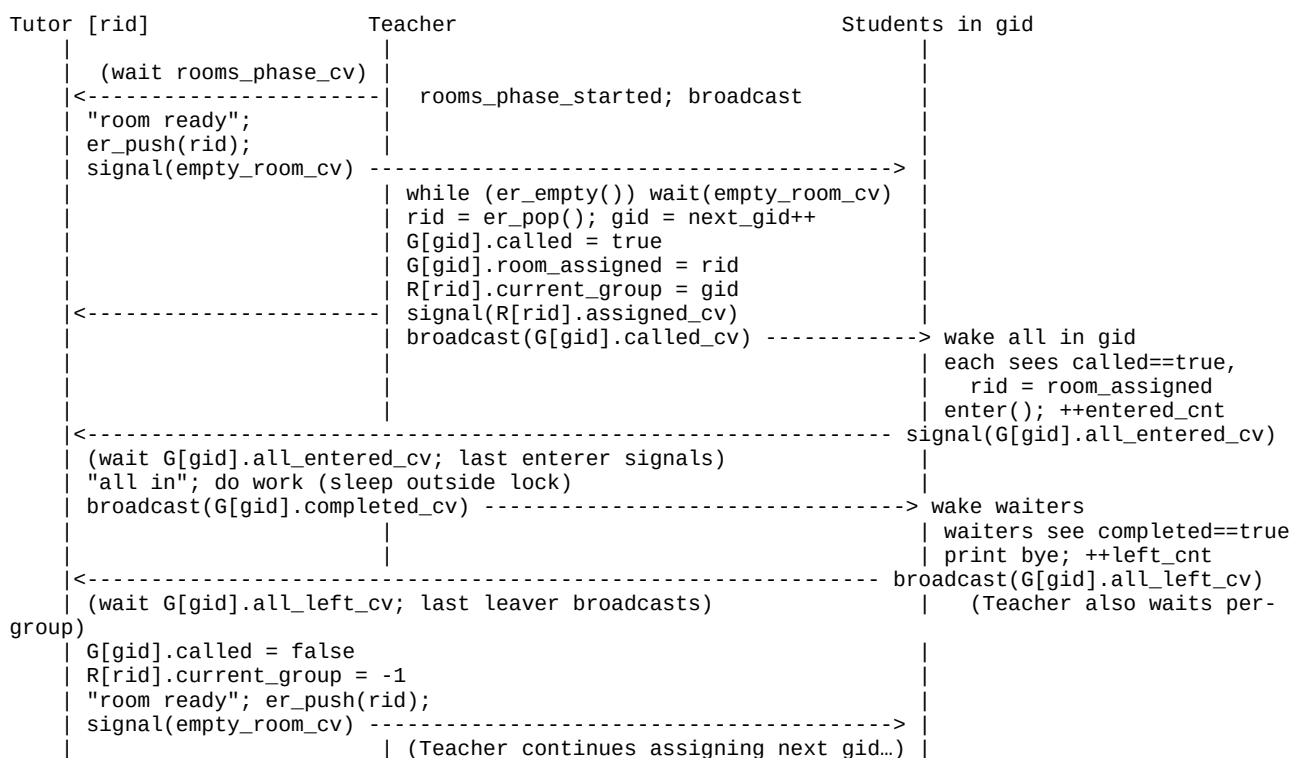 Tutor [rid]                 Teacher                              Students in gid
    |                        |                                         |
    |  (wait rooms_phase_cv) |                                         |
    |<-----------------------|  rooms_phase_started; broadcast         |
    | "room ready";          |                                         |
    | er_push(rid);          |                                         |
    | signal(empty_room_cv) -----------------------------------------> |
    |                        | while (er_empty()) wait(empty_room_cv)  |
    |                        | rid = er_pop(); gid = next_gid++        |
    |                        | G[gid].called = true                    |
    |                        | G[gid].room_assigned = rid              |
    |                        | R[rid].current_group = gid              |
    |<-----------------------| signal(R[rid].assigned_cv)              |
    |                        | broadcast(G[gid].called_cv) ------------> wake all in gid
    |                        |                                         | each sees called==true,
    |                        |                                         |   rid = room_assigned
    |                        |                                         | enter(); ++entered_cnt
    |<--------------------------------------------------------------- signal(G[gid].all_entered_cv)
    | (wait G[gid].all_entered_cv; last enterer signals)               |
    | "all in"; do work (sleep outside lock)                           |
    | broadcast(G[gid].completed_cv) ---------------------------------> wake waiters
    |                        |                                         | waiters see completed==true
    |                        |                                         | print bye; ++left_cnt
    |<-------------------------------------------------------------- broadcast(G[gid].all_left_cv)
    | (wait G[gid].all_left_cv; last leaver broadcasts)                |   (Teacher also waits per-
group)
    | G[gid].called = false                                            |
    | R[rid].current_group = -1                                        |
    | "room ready"; er_push(rid);                                      |
    | signal(empty_room_cv) -----------------------------------------> |
    |                        | (Teacher continues assigning next gid…) |